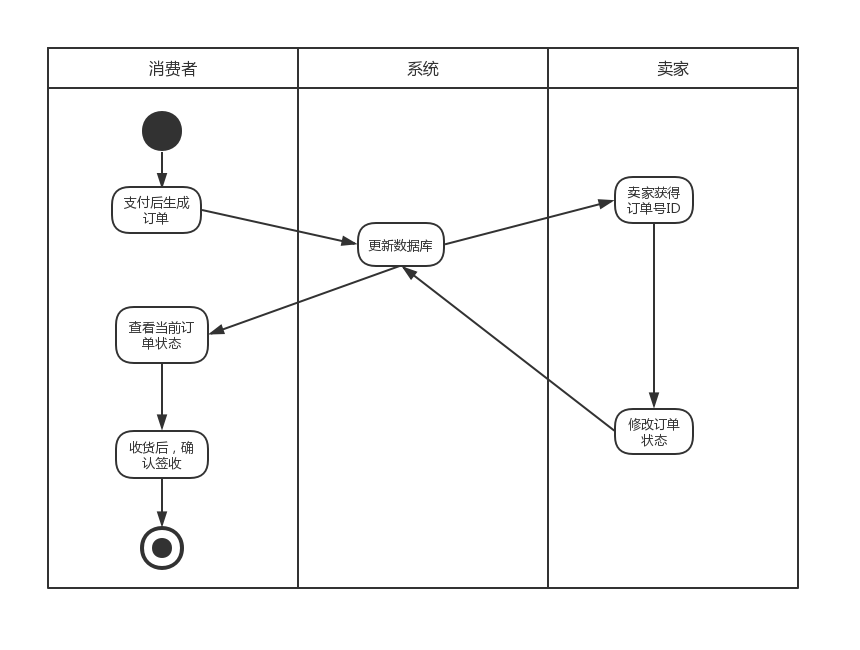 消费者
系统
卖家
支付后生成
订单
卖家获得
订单号ID
更新数据库
查看当前订
单状态
修改订单
状态
收货后，确
认签收